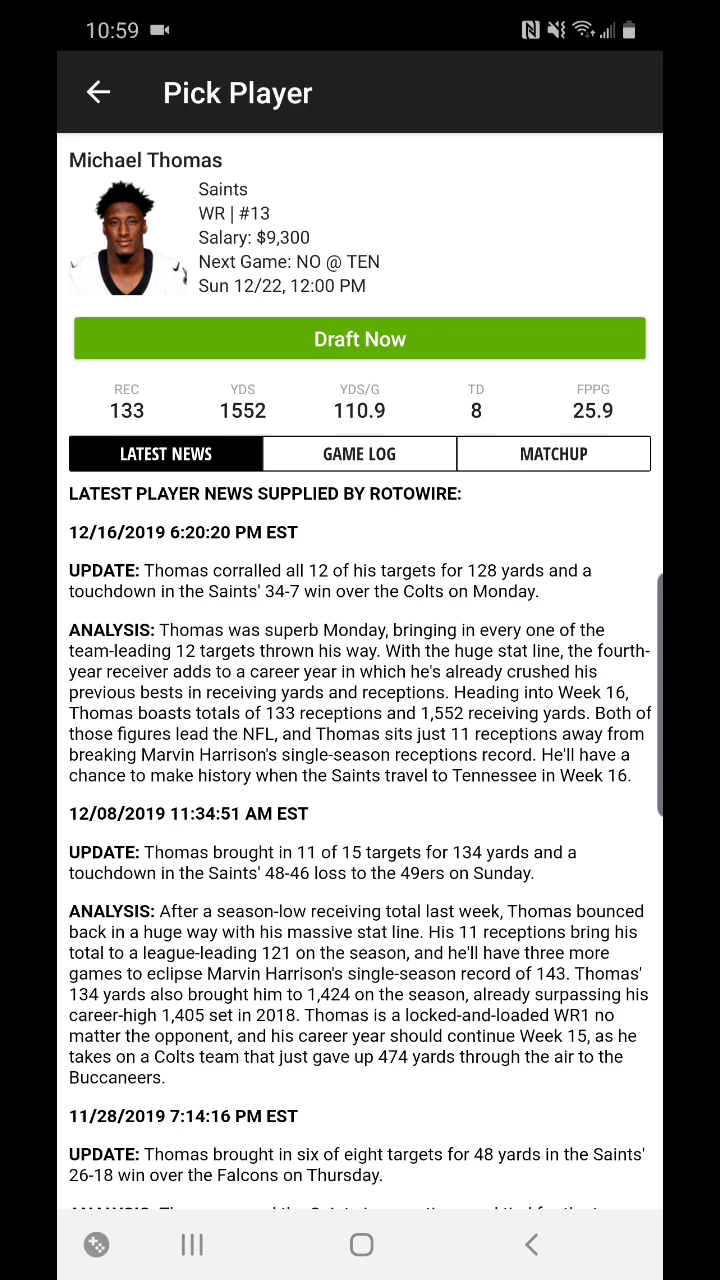 10:59
Pick Player
Michael Thomas
Saints
WR | #13
Salary: $9,300
Next Game: NO @ TEN
Sun 12/22, 12:00 PM
Draft Now
REC YDS YDS/G TD FPPG
133 1552 110.9 8 25.9
LATEST NEWS GAME LOG MATCHUP
LATEST PLAYER NEWS SUPPLIED BY ROTOWIRE:
12/16/2019 6:20:20 PM EST
UPDATE: Thomas corralled all 12 of his targets for 128 yards and a
touchdown in the Saints' 34-7 win over the Colts on Monday.
ANALYSIS: Thomas was superb Monday, bringing in every one of the
team-leading 12 targets thrown his way. With the huge stat line, the fourth-
year receiver adds to a career year in which he's already crushed his
previous bests in receiving yards and receptions. Heading into Week 16,
Thomas boasts totals of 133 receptions and 1,552 receiving yards. Both of
those figures lead the NFL, and Thomas sits just 11 receptions away from
breaking Marvin Harrison's single-season receptions record. He'll have a
chance to make history when the Saints travel to Tennessee in Week 16.
12/08/2019 11:34:51 AM EST
UPDATE: Thomas brought in 11 of 15 targets for 134 yards and a
touchdown in the Saints' 48-46 loss to the 49ers on Sunday.
ANALYSIS: After a season-low receiving total last week, Thomas bounced
back in a huge way with his massive stat line. His 11 receptions bring his
total to a league-leading 121 on the season, and he'll have three more
games to eclipse Marvin Harrison's single-season record of 143. Thomas'
134 yards also brought him to 1,424 on the season, already surpassing his
career-high 1,405 set in 2018. Thomas is a locked-and-loaded WR1 no
matter the opponent, and his career year should continue Week 15, as he
takes on a Colts team that just gave up 474 yards through the air to the
Buccaneers.
11/28/2019 7:14:16 PM EST
UPDATE: Thomas brought in six of eight targets for 48 yards in the Saints'
26-18 win over the Falcons on Thursday.